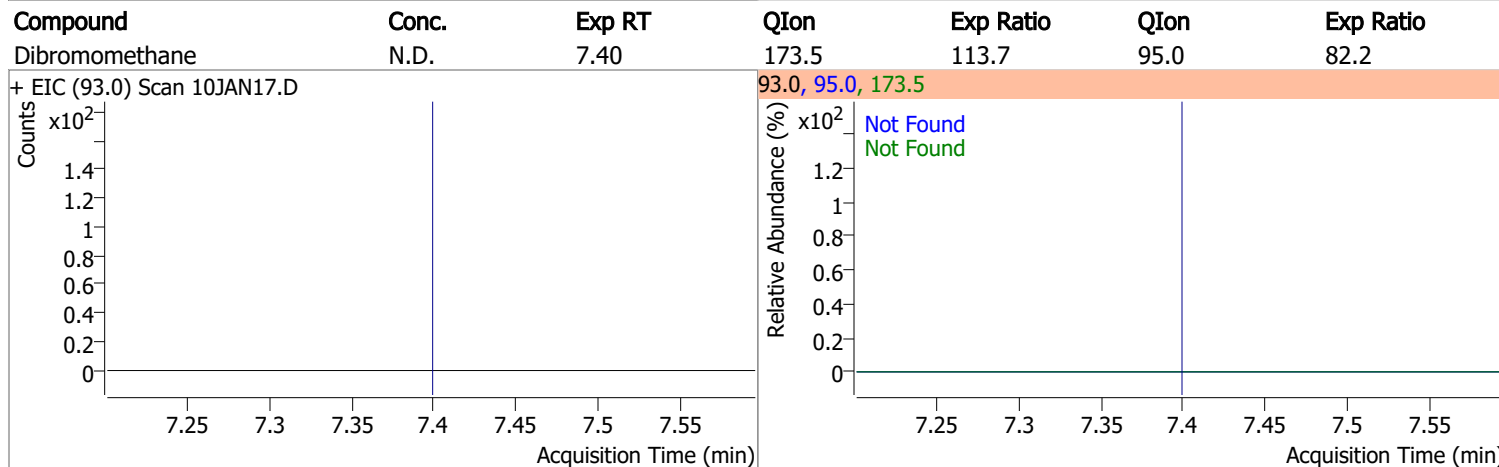 Compound Conc. Exp RT QIon Exp Ratio QIon Exp Ratio
Dibromomethane N.D. 7.40 173.5 113.7 95.0 82.2
+ EIC (93.0) Scan 10JAN17.D
Counts
x10²
1.4
1.2
1
0.8
0.6
0.4
0.2
0
7.25 7.3 7.35 7.4 7.45 7.5 7.55
Acquisition Time (min)
93.0, 95.0, 173.5
Relative Abundance (%)
x10²
Not Found
Not Found
1.2
1
0.8
0.6
0.4
0.2
0
7.25 7.3 7.35 7.4 7.45 7.5 7.55
Acquisition Time (min)